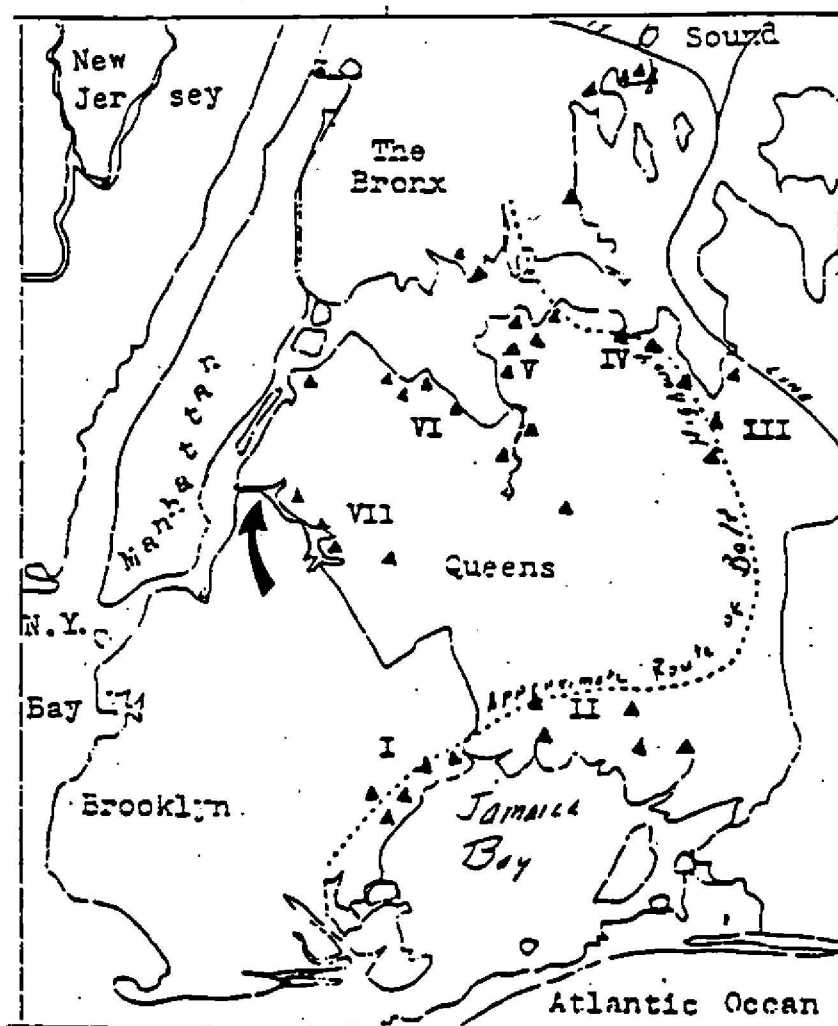 Sound
New
Jersey
The
Bronx
Manhattan
V
IV
LINE
VI
III
VII
Queens
N.Y.
Bay
Approximate Route of Belt
II
I
Brooklyn
Jamaica
Bay
Atlantic Ocean